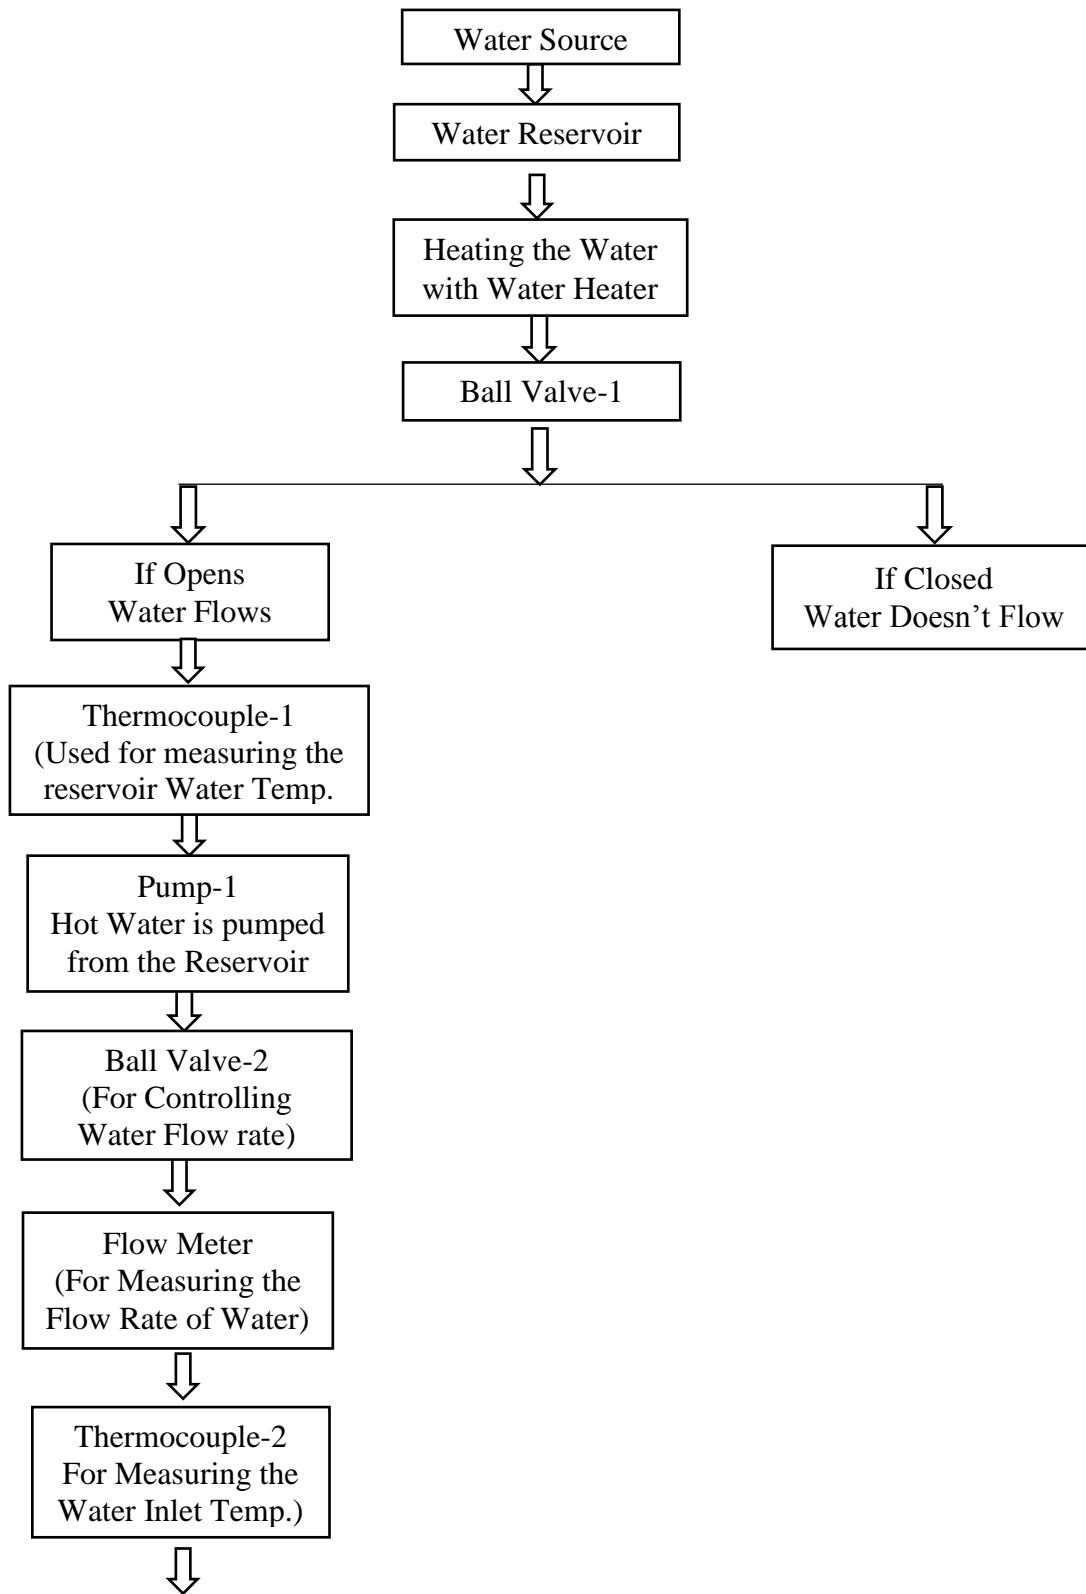 Water Source
Water Reservoir
Heating the Water
with Water Heater
Ball Valve-1
If Opens
Water Flows
If Closed
Water Doesn’t Flow
Thermocouple-1
(Used for measuring the
reservoir Water Temp.
Pump-1
Hot Water is pumped
from the Reservoir
Ball Valve-2
(For Controlling
Water Flow rate)
Flow Meter
(For Measuring the
Flow Rate of Water)
Thermocouple-2
For Measuring the
Water Inlet Temp.)